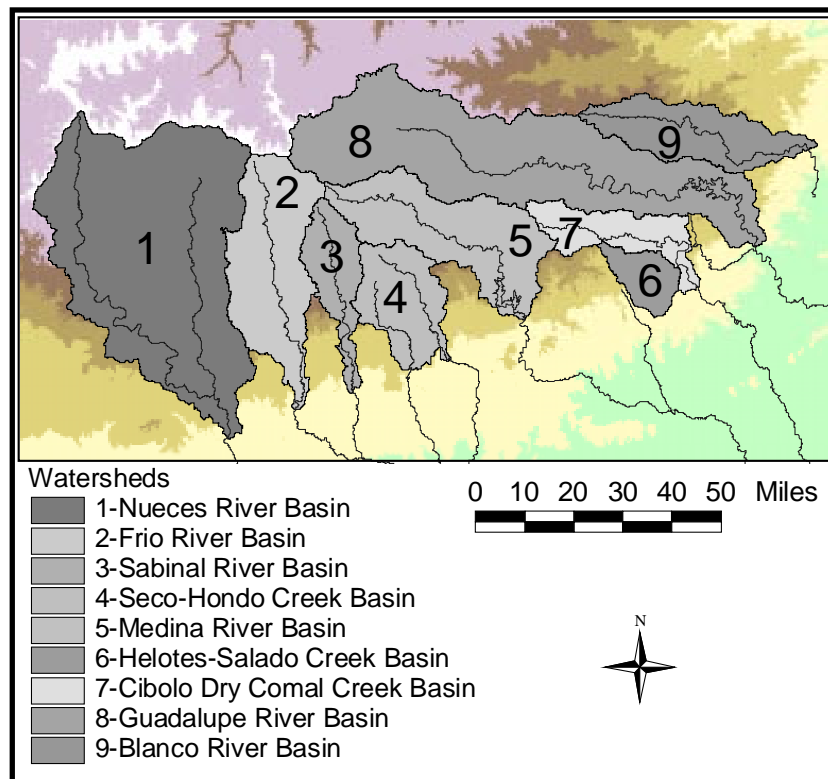 8
9
2
1
7
5
3
6
4
Watersheds
0 10 20 30 40 50 Miles
1-Nueces River Basin
2-Frio River Basin
3-Sabinal River Basin
4-Seco-Hondo Creek Basin
5-Medina River Basin
6-Helotes-Salado Creek Basin
7-Cibolo Dry Comal Creek Basin
8-Guadalupe River Basin
9-Blanco River Basin
N